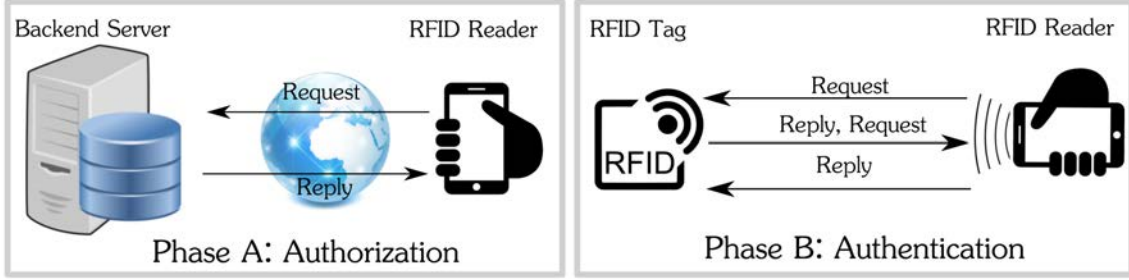 Backend Server
RFID Reader
Request
Reply
Phase A: Authorization
RFID Tag
RFID Reader
Request
Reply, Request
Reply
RFID
Phase B: Authentication